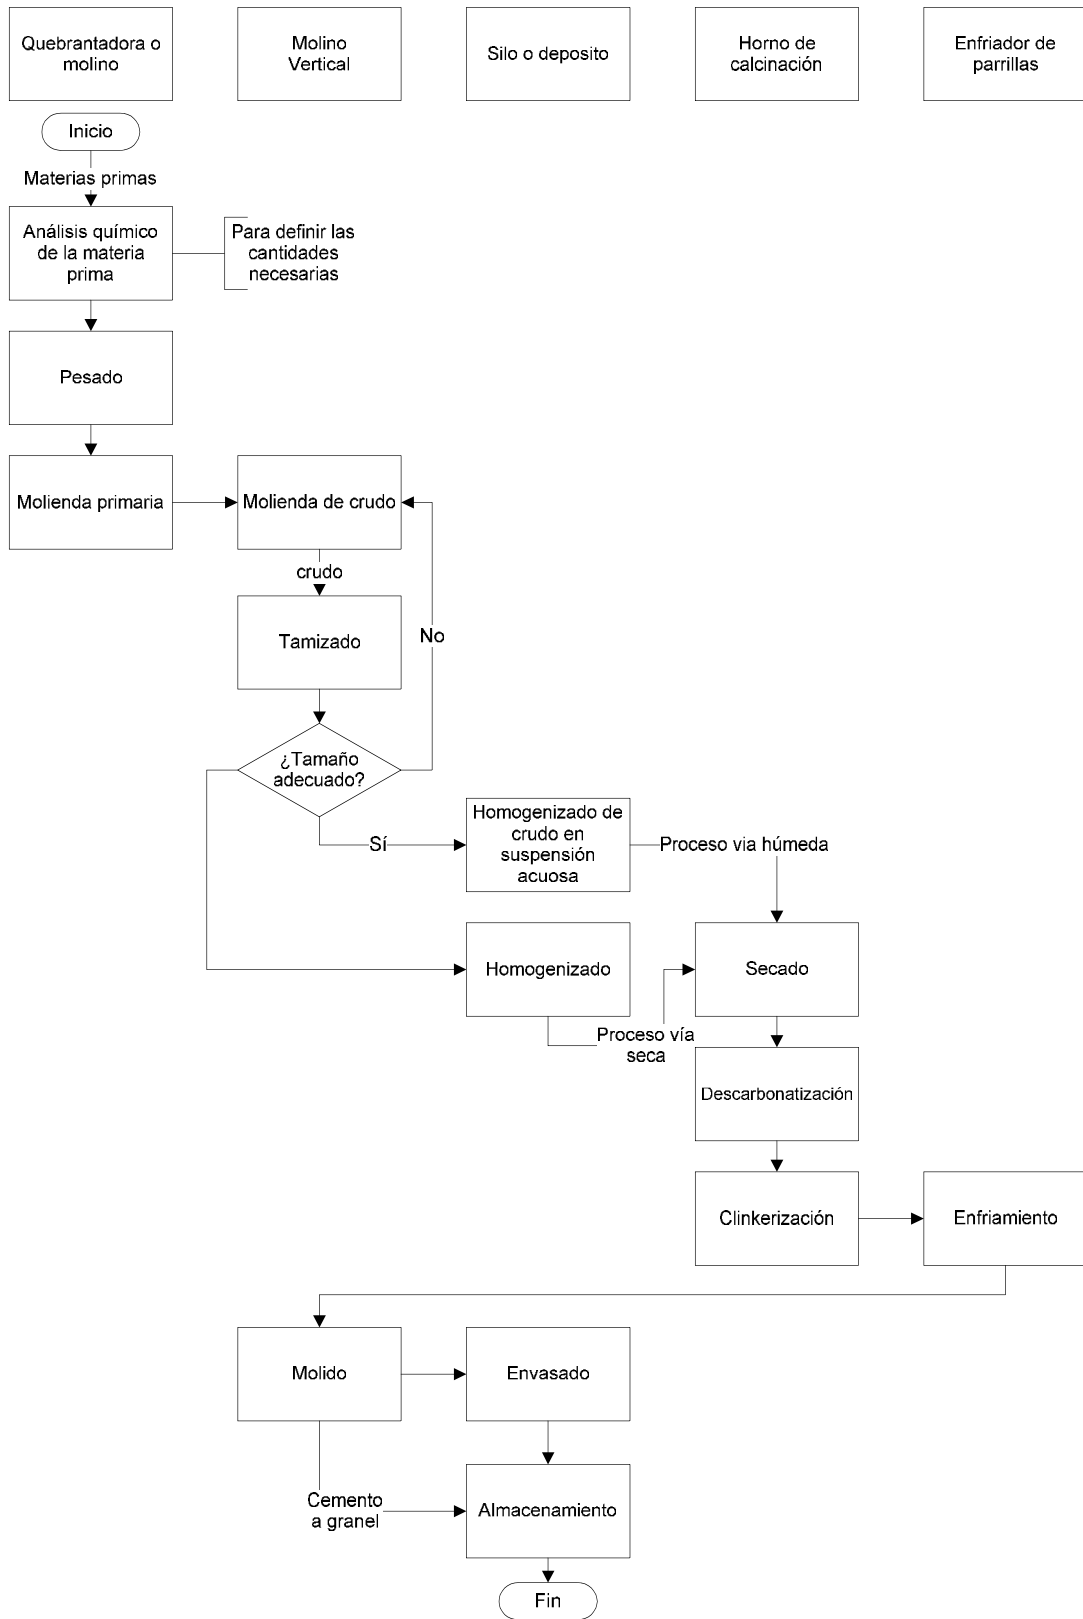 Quebrantadora o
molino
Molino
Vertical
Silo o deposito
Horno de
calcinación
Enfriador de
parrillas
Inicio
Materias primas
Análisis químico
de la materia
prima
Para definir las
cantidades
necesarias
Pesado
Molienda primaria
Molienda de crudo
crudo
Tamizado
No
¿Tamaño
adecuado?
Sí
Homogenizado de
crudo en
suspensión
acuosa
Proceso via húmeda
Homogenizado
Secado
Proceso vía
seca
Descarbonatización
Clinkerización
Enfriamiento
Molido
Envasado
Cemento
a granel
Almacenamiento
Fin